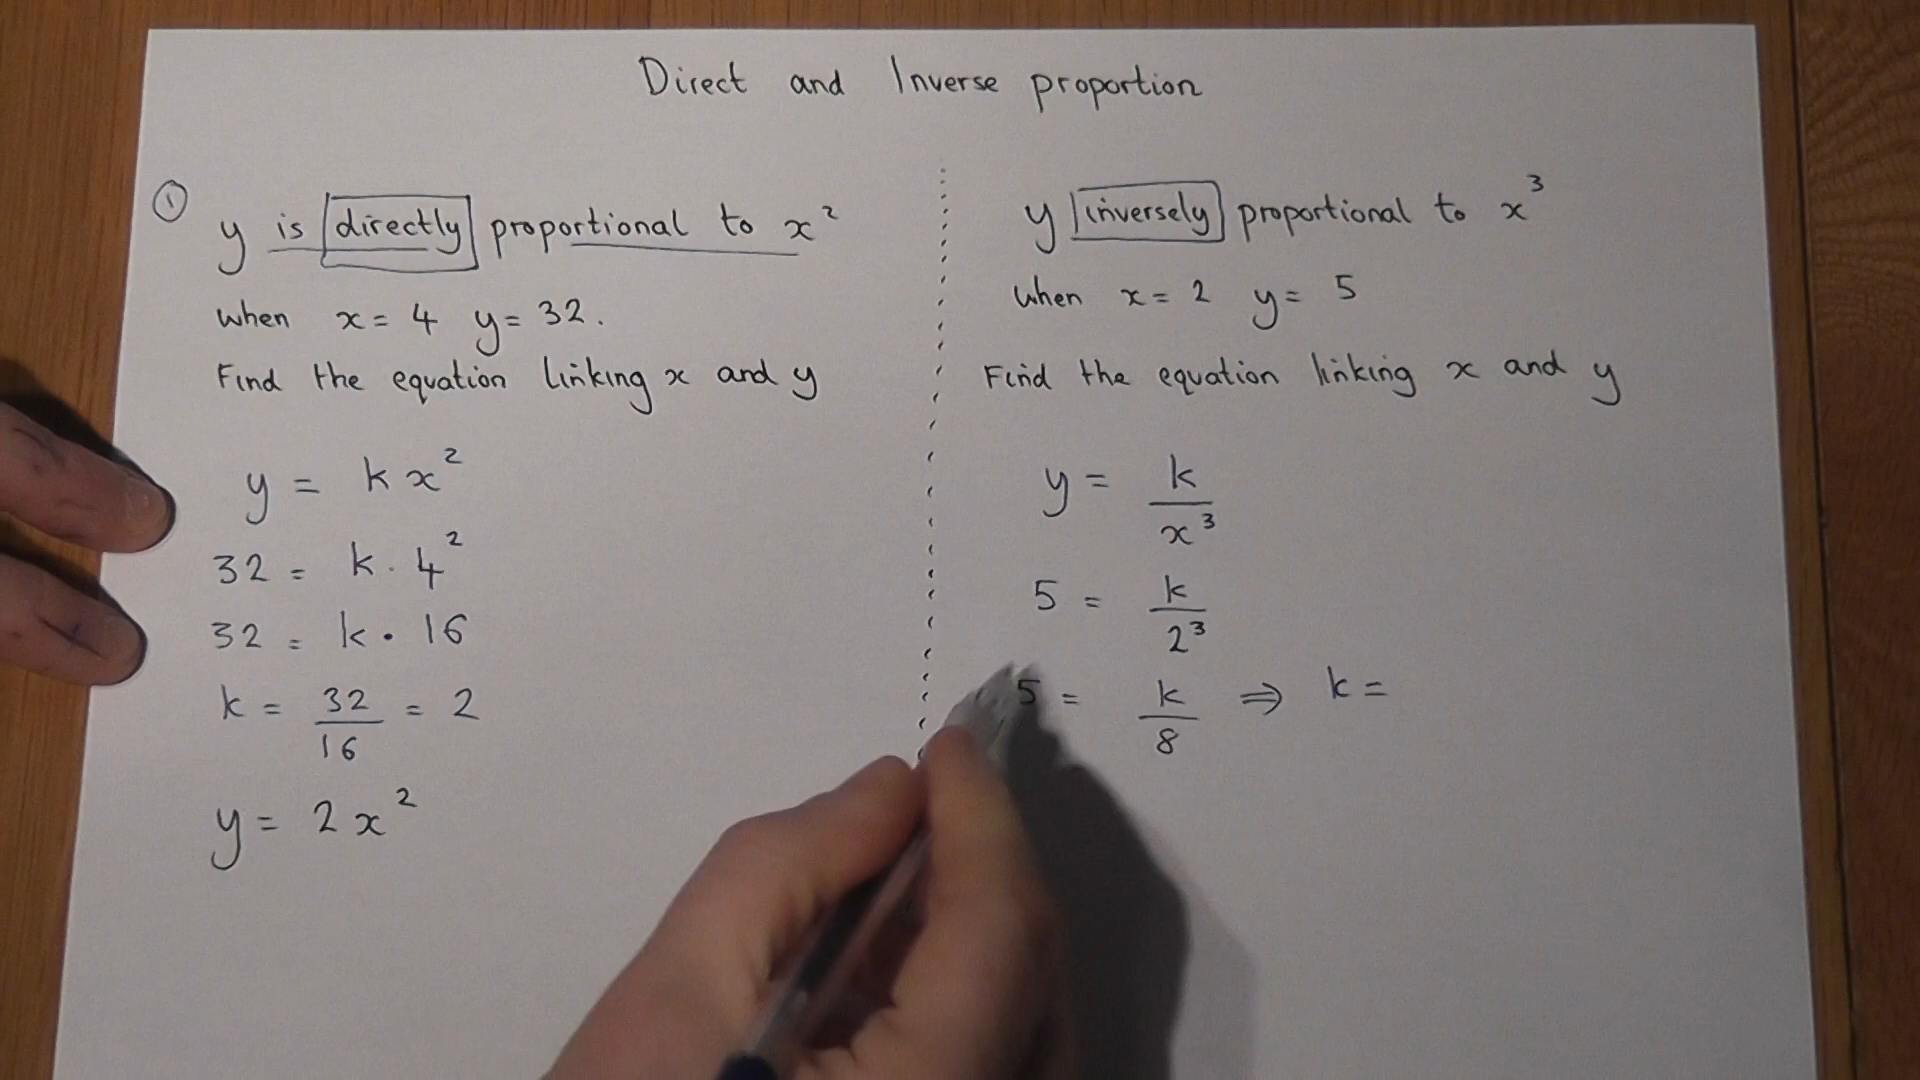 Direct and Inverse proportion
① y is directly proportional to x²
when x = 4 y = 32.
Find the equation linking x and y
y = kx²
32 = k . 4²
32 = k • 16
k = 32/16 = 2
y = 2x²
y inversely proportional to x³
when x = 2 y = 5
Find the equation linking x and y
y = k/x³
5 = k/2³
5 = k/8 ⇒ k =